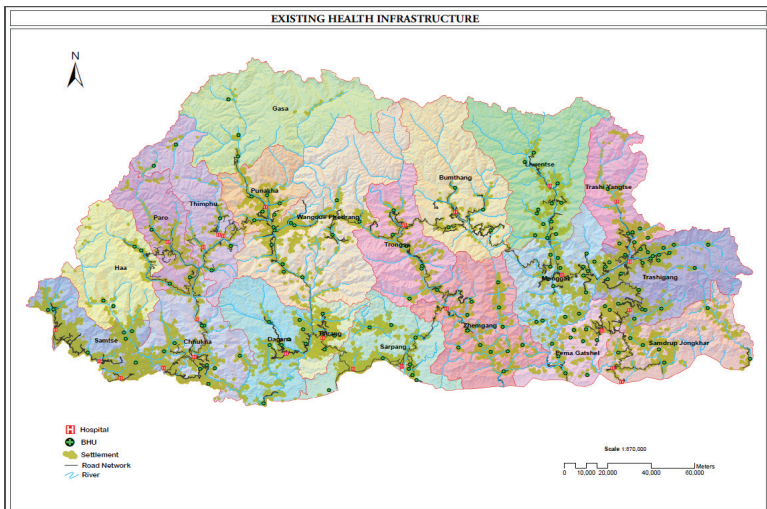 EXISTING HEALTH INFRASTRUCTURE
N
Gasa
Lhuentse
Bumthang
Trashi Yangtse
Punakha
Thimphu
Paro
Wangdue Phodrang
Trongsa
Haa
Monggar
Trashigang
Zhemgang
Samtse
Chhukha
Dagana
Tsirang
Sarpang
Pema Gatshel
Samdrup Jongkhar
Hospital
BHU
Settlement
Road Network
River
Scale 1:670,000
Meters
0 10,000 20,000 40,000 60,000